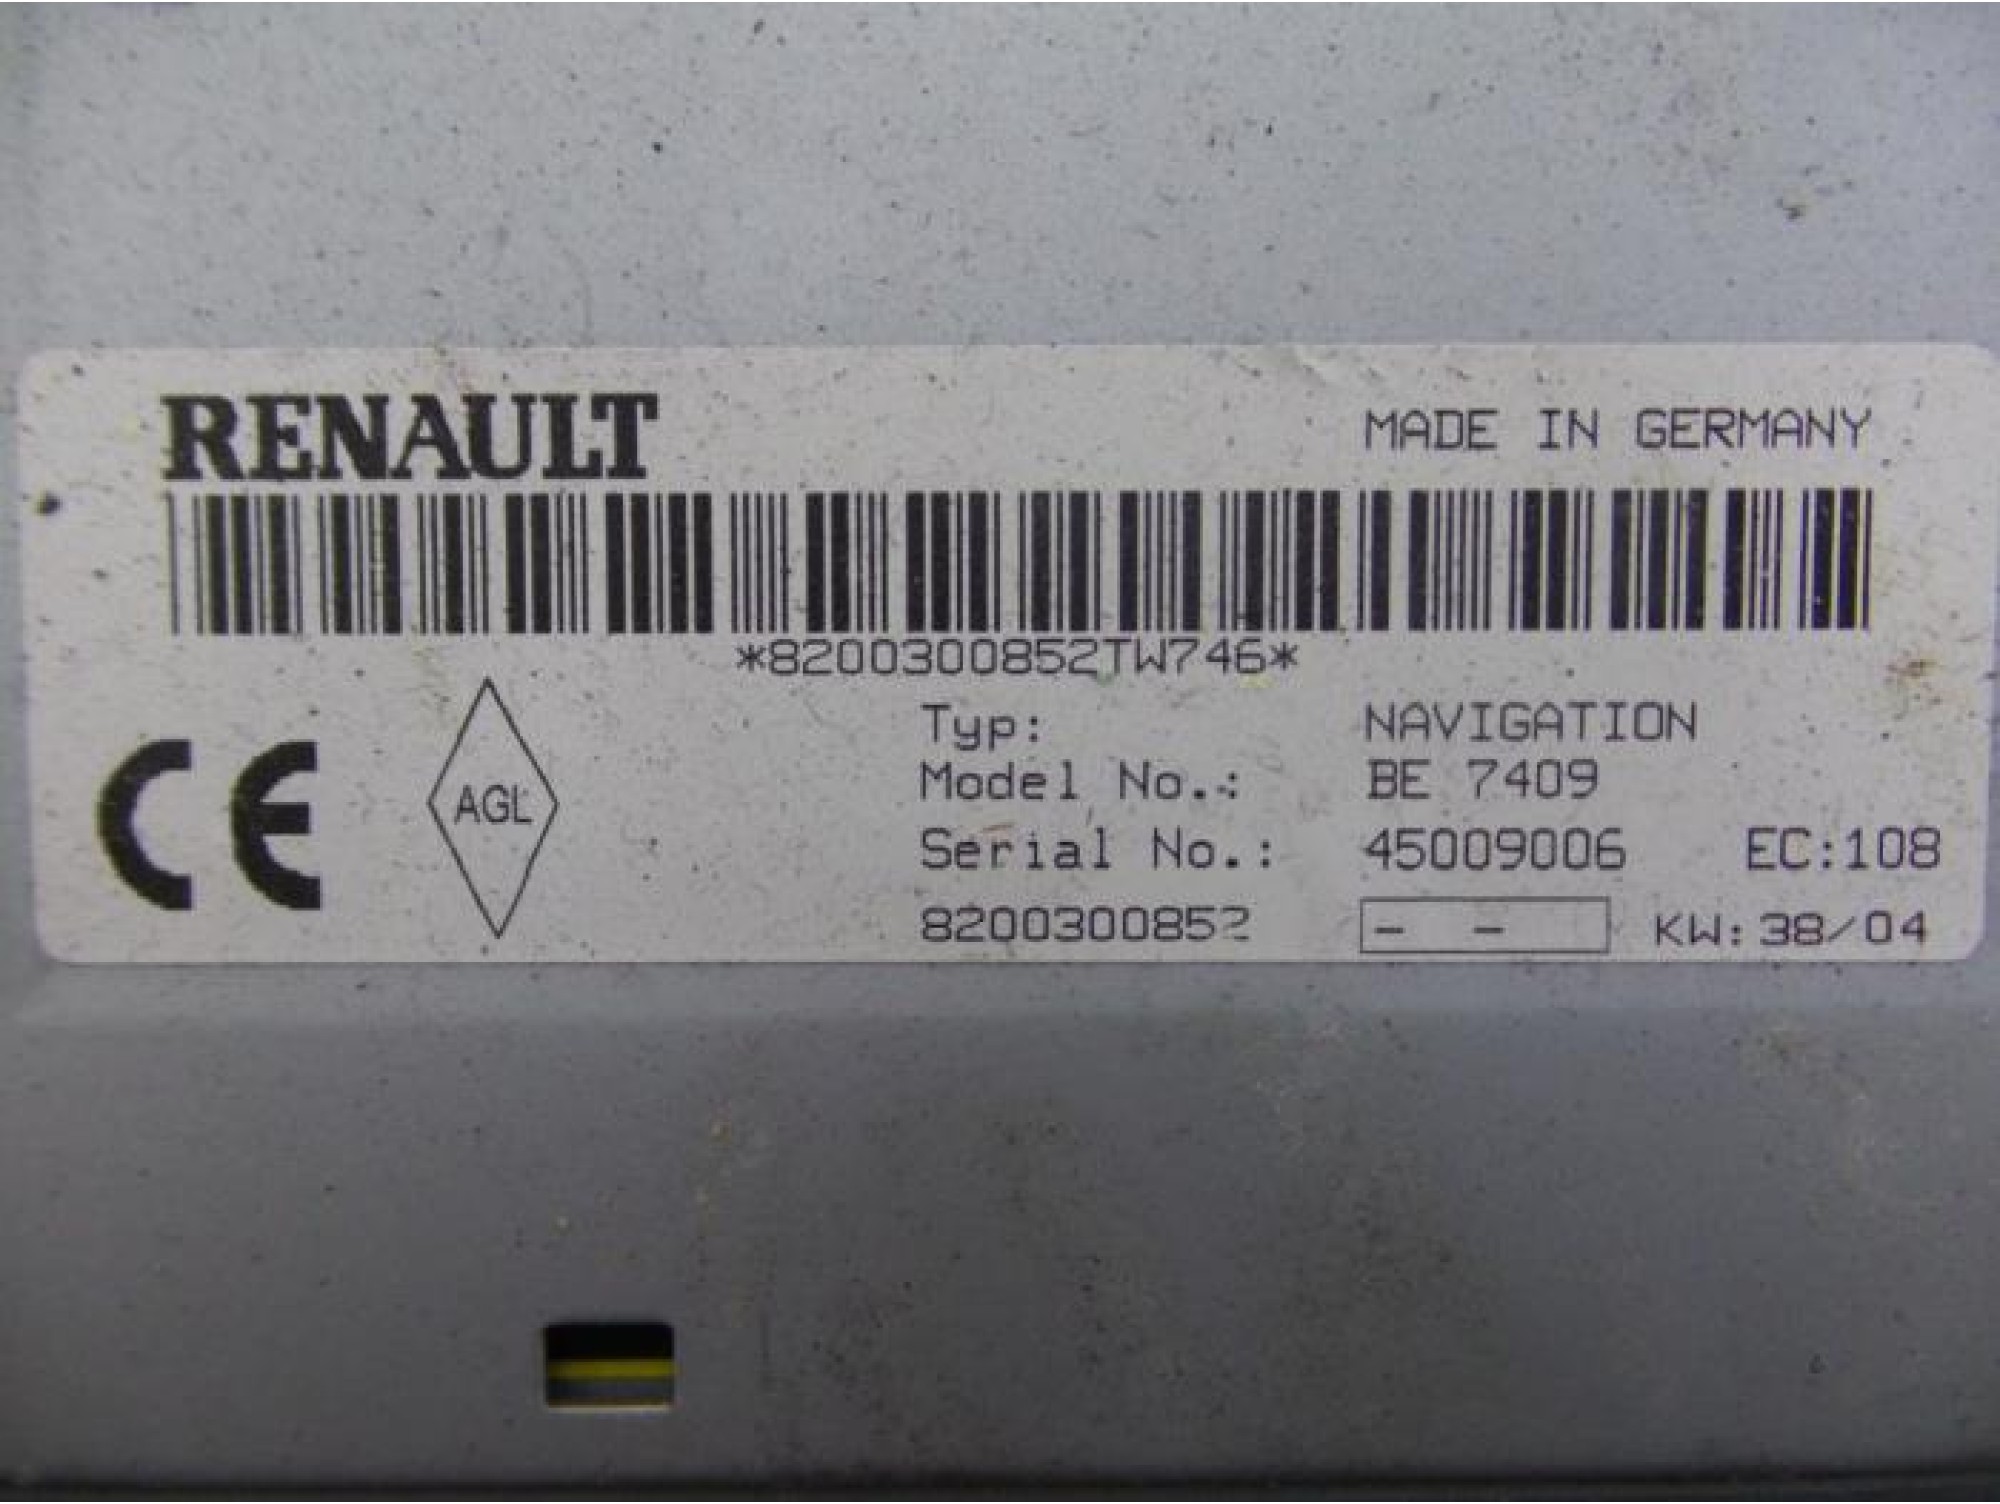 RENAULT MADE IN GERMANY
*8200300852TW746*
CE AGL
Typ: NAVIGATION
Model No.: BE 7409
Serial No.: 45009006 EC:108
8200300852 - - KW: 38/04